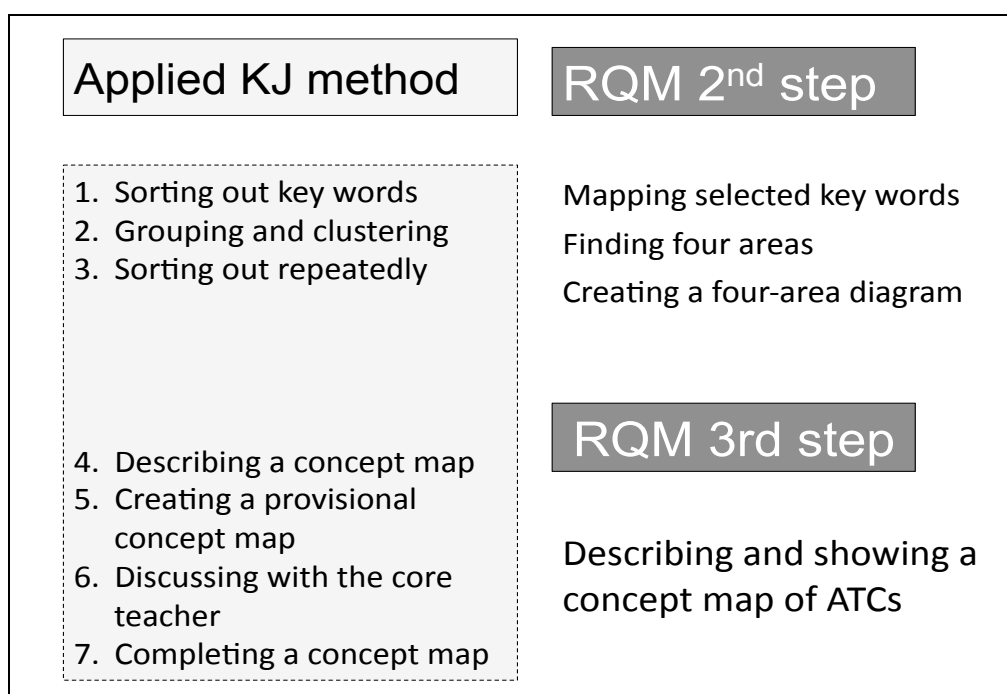 Applied KJ method
1. Sorting out key words
2. Grouping and clustering
3. Sorting out repeatedly
4. Describing a concept map
5. Creating a provisional
concept map
6. Discussing with the core
teacher
7. Completing a concept map
RQM 2nd step
Mapping selected key words
Finding four areas
Creating a four-area diagram
RQM 3rd step
Describing and showing a
concept map of ATCs